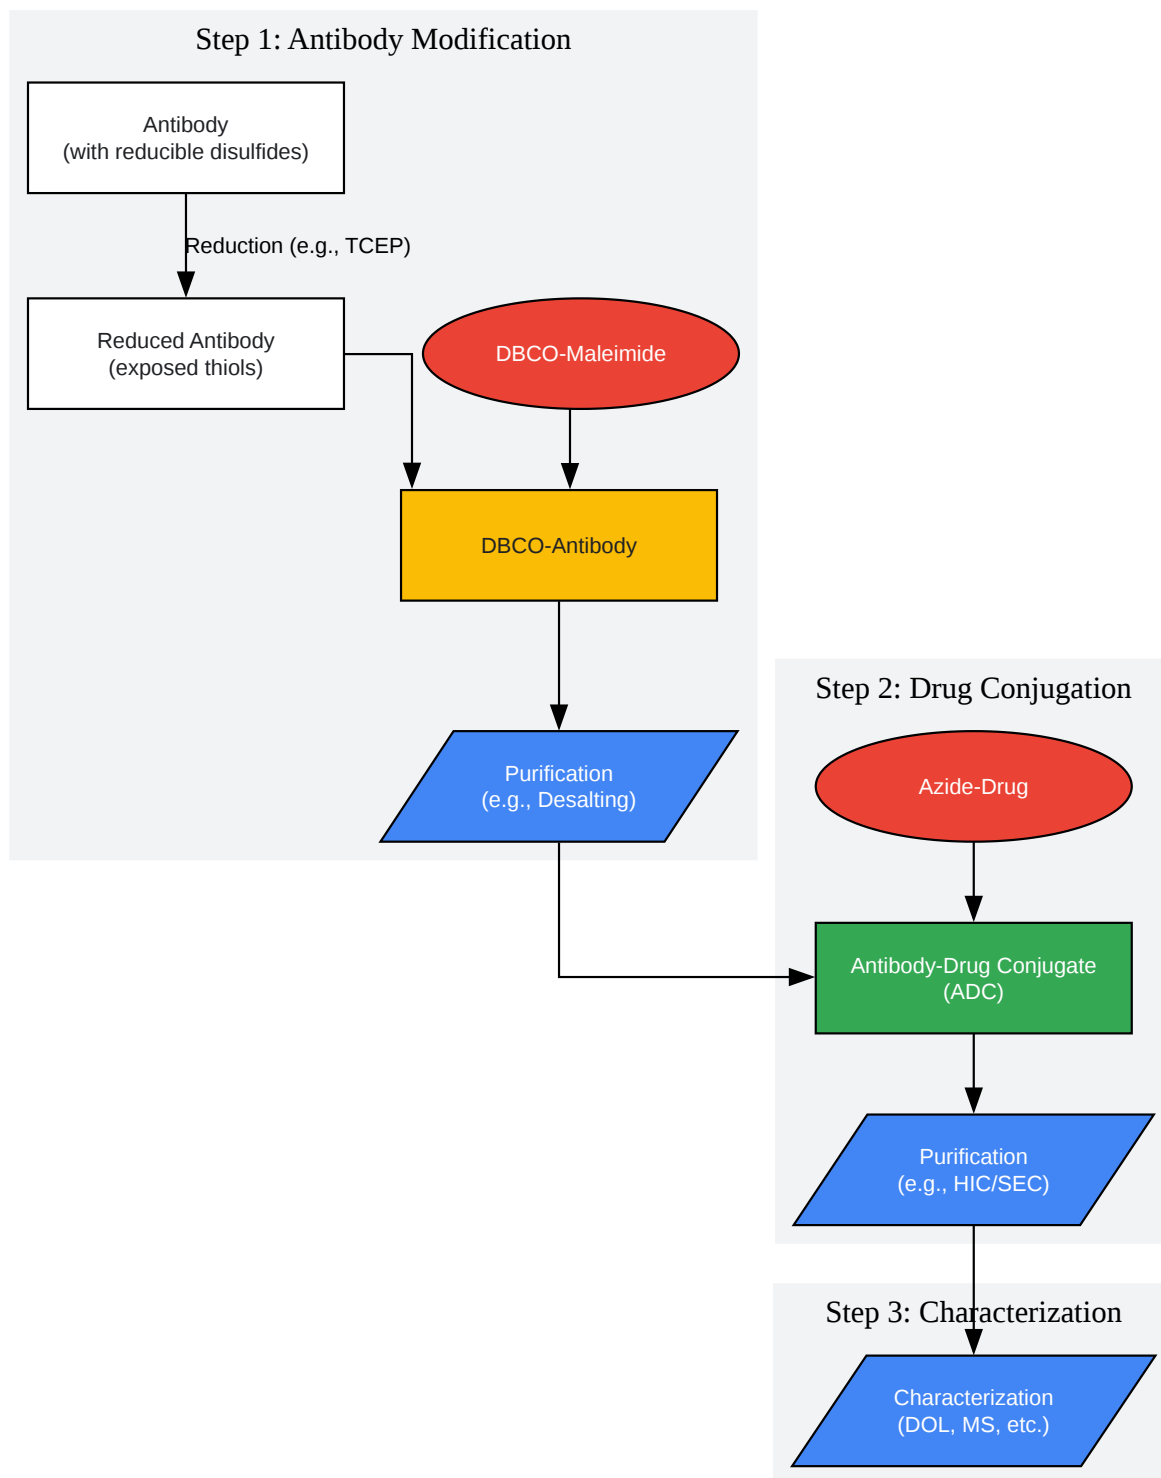 Step 1: Antibody Modification
Antibody
(with reducible disulfides)
Reduction (e.g., TCEP)
Reduced Antibody
(exposed thiols)
DBCO-Maleimide
DBCO-Antibody
Purification
(e.g., Desalting)
Step 2: Drug Conjugation
Azide-Drug
Antibody-Drug Conjugate
(ADC)
Purification
(e.g., HIC/SEC)
Step 3: Characterization
Characterization
(DOL, MS, etc.)